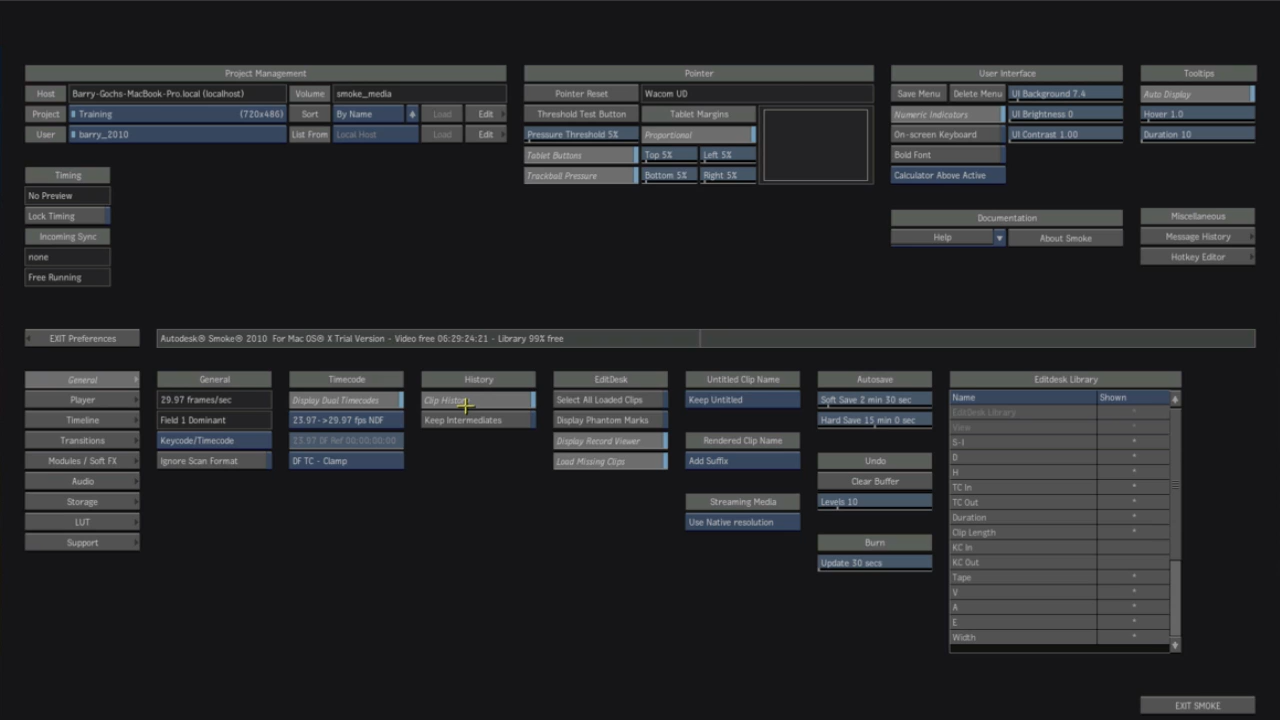 Project Management
Pointer
User Interface
Tooltips
Host
Barry-Gochs-MacBook-Pro.local (localhost)
Volume
smoke_media
Pointer Reset
Wacom UD
Save Menu
Delete Menu
UI Background 7.4
Auto Display
Project
Training
(720x486)
Sort
By Name
Load
Edit
Threshold Test Button
Tablet Margins
Numeric Indicators
UI Brightness 0
Hover 1.0
User
barry_2010
List From
Local Host
Load
Edit
Pressure Threshold 5%
Proportional
On-screen Keyboard
UI Contrast 1.00
Duration 10
Tablet Buttons
Top 5%
Left 5%
Bold Font
Trackball Pressure
Bottom 5%
Right 5%
Calculator Above Active
Timing
No Preview
Lock Timing
Incoming Sync
none
Free Running
Documentation
Miscellaneous
Help
About Smoke
Message History
Hotkey Editor
EXIT Preferences
Autodesk® Smoke® 2010 For Mac OS® X Trial Version - Video free 06:29:24:21 - Library 99% free
General
Player
Timeline
Transitions
Modules / Soft FX
Audio
Storage
LUT
Support
General
29.97 frames/sec
Field 1 Dominant
Keycode/Timecode
Ignore Scan Format
Timecode
Display Dual Timecodes
23.97->29.97 fps NDF
23.97 DF Ref 00:00:00:00
DF TC - Clamp
History
Clip History
Keep Intermediates
EditDesk
Select All Loaded Clips
Display Phantom Marks
Display Record Viewer
Load Missing Clips
Untitled Clip Name
Keep Untitled
Rendered Clip Name
Add Suffix
Streaming Media
Use Native resolution
Autosave
Soft Save 2 min 30 sec
Hard Save 15 min 0 sec
Undo
Clear Buffer
Levels 10
Burn
Update 30 secs
Editdesk Library
Name
Shown
EditDesk Library *
View *
S-I *
D *
H *
TC In *
TC Out *
Duration *
Clip Length *
KC In
KC Out
Tape *
V *
A *
E *
Width *
EXIT SMOKE